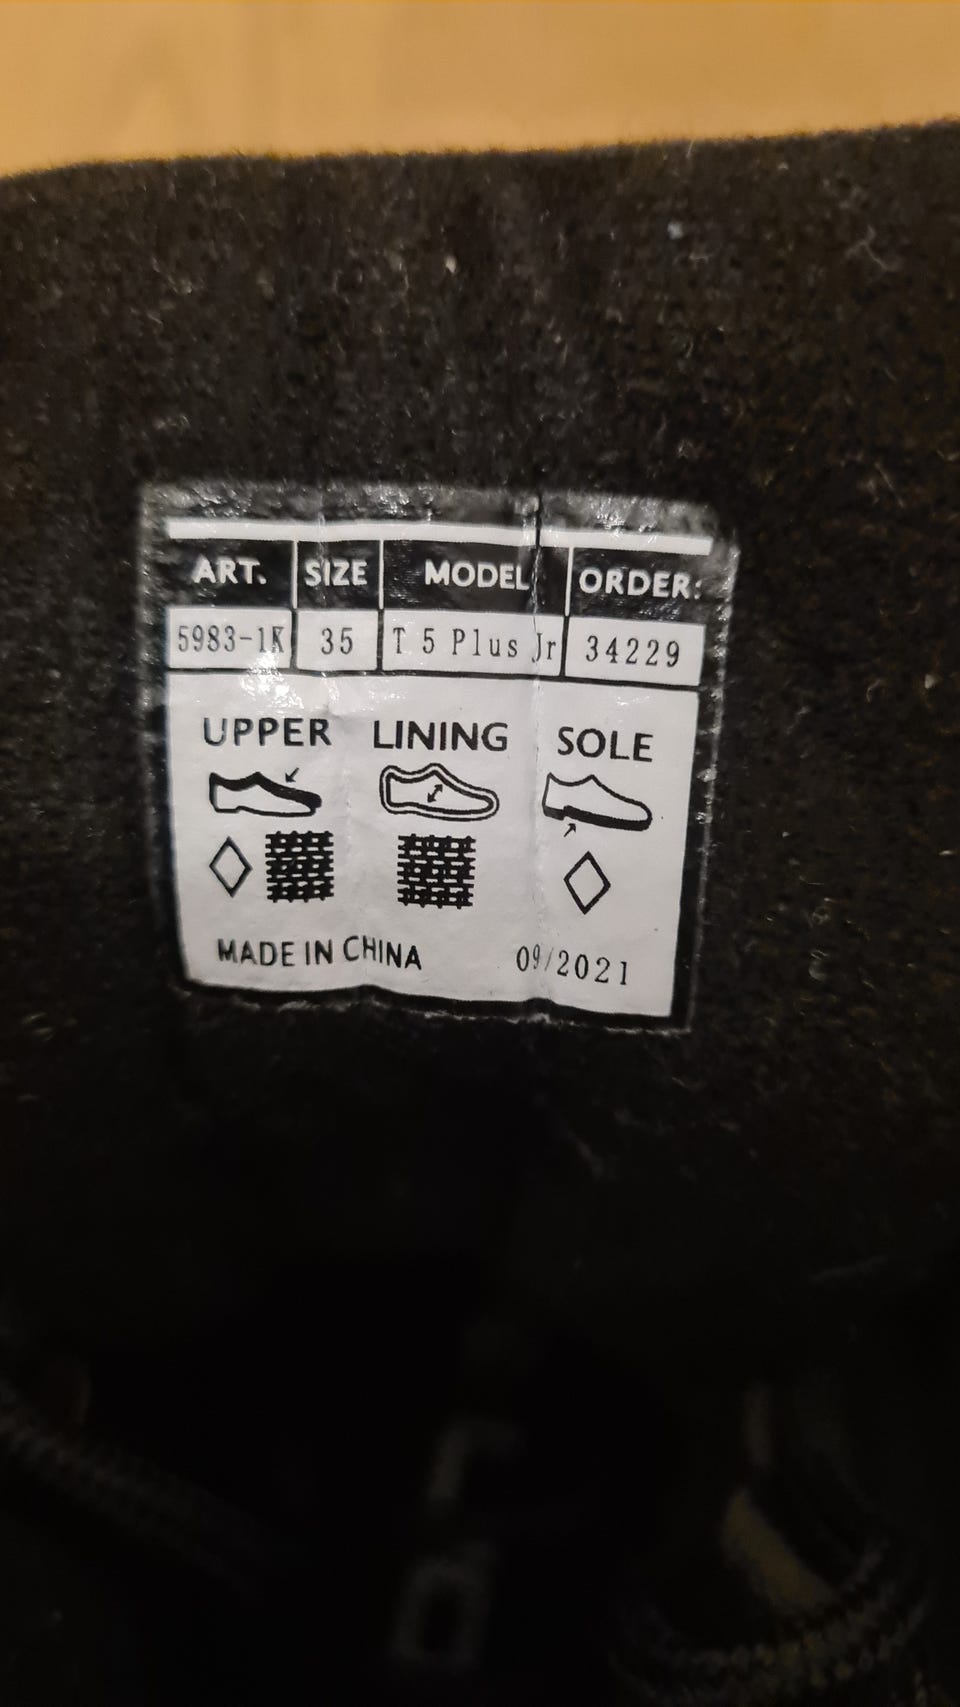 ART. SIZE MODEL ORDER:
5983-1K 35 T 5 Plus Jr 34229
UPPER LINING SOLE
MADE IN CHINA 09/2021